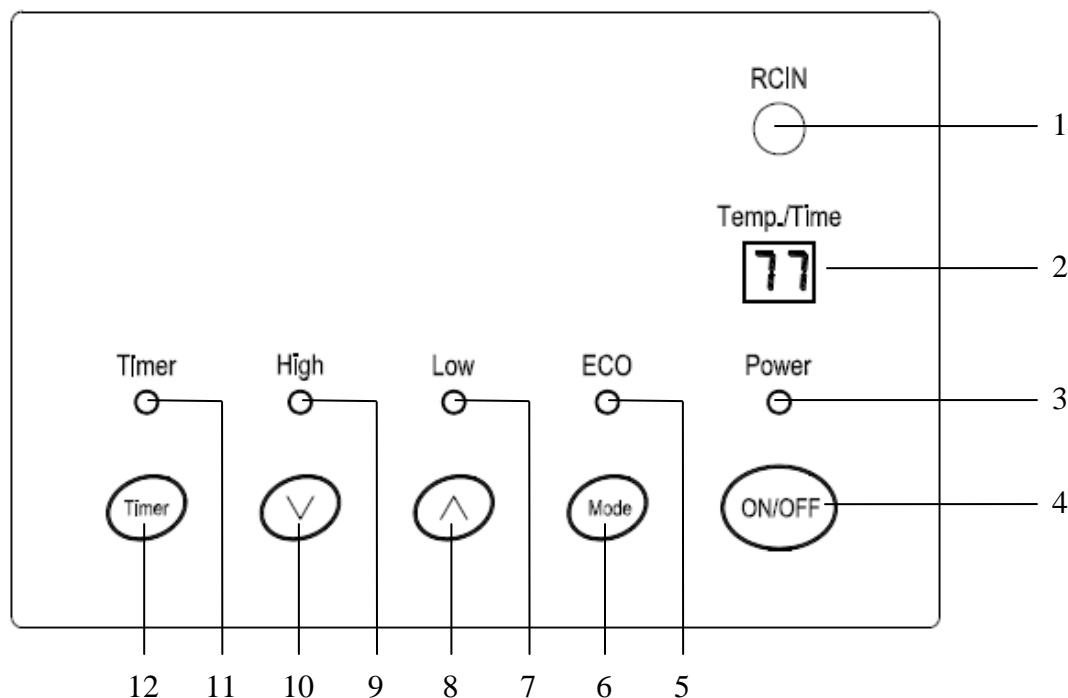 RCIN
1
Temp./Time
77
2
Timer High Low ECO Power
3
Timer Mode ON/OFF
4
12 11 10 9 8 7 6 5